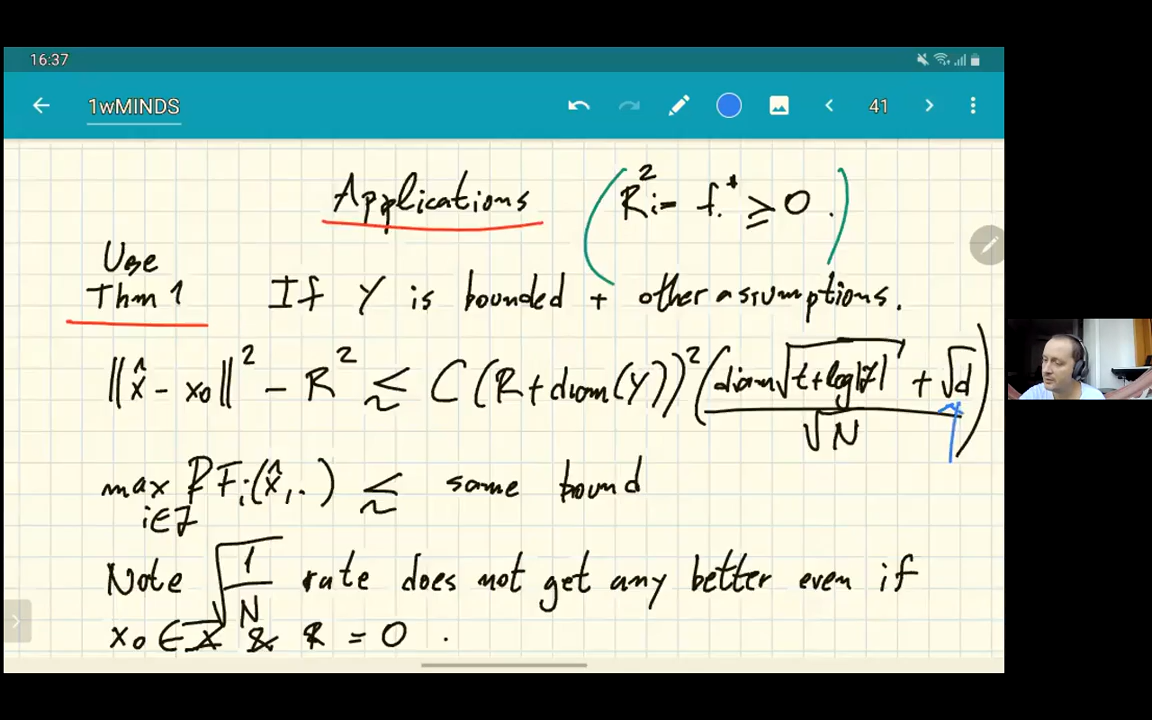 16:37
1wMINDS
41
Applications (R² := f.* ≥ 0 .)
Use
Thm 1 If Y is bounded + other assumptions.
||x̂ - x₀||² - R² ≲ C (R + diam(Y))² (diam √(t + log|I|) + √d / √N)
max P Fᵢ(x̂, .) ≲ same bound
i∈I
Note √(1/N) rate does not get any better even if
x₀ ∈ X & R = 0 .